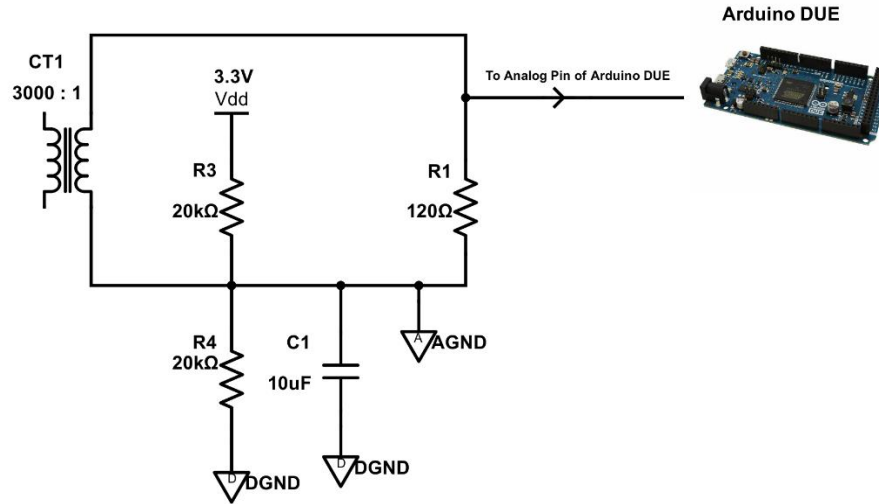 Arduino DUE
CT1
3000 : 1
3.3V
Vdd
To Analog Pin of Arduino DUE
R3
20kΩ
R1
120Ω
R4
20kΩ
C1
10uF
A
AGND
D
DGND
D
DGND